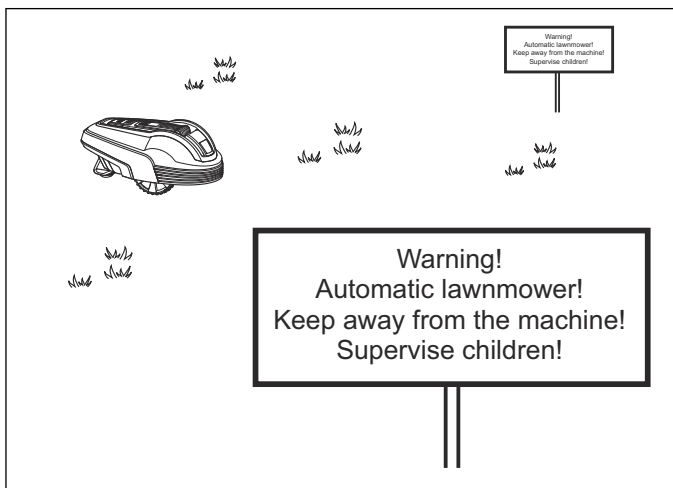 Warning!
Automatic lawnmower!
Keep away from the machine!
Supervise children!
Warning!
Automatic lawnmower!
Keep away from the machine!
Supervise children!